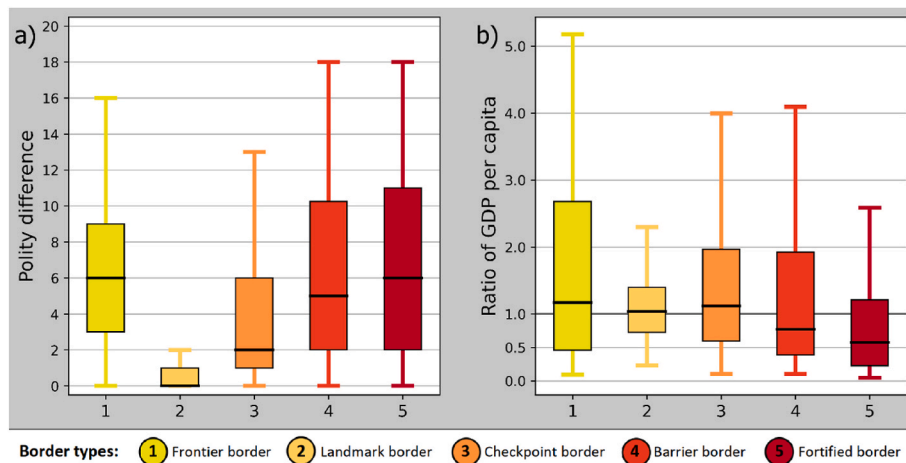 a)
Polity difference
20
18
16
14
12
10
8
6
4
2
0
1 2 3 4 5
b)
Ratio of GDP per capita
5.0
4.0
3.0
2.0
1.0
0.5
0.0
1 2 3 4 5
Border types: 1 Frontier border 2 Landmark border 3 Checkpoint border 4 Barrier border 5 Fortified border